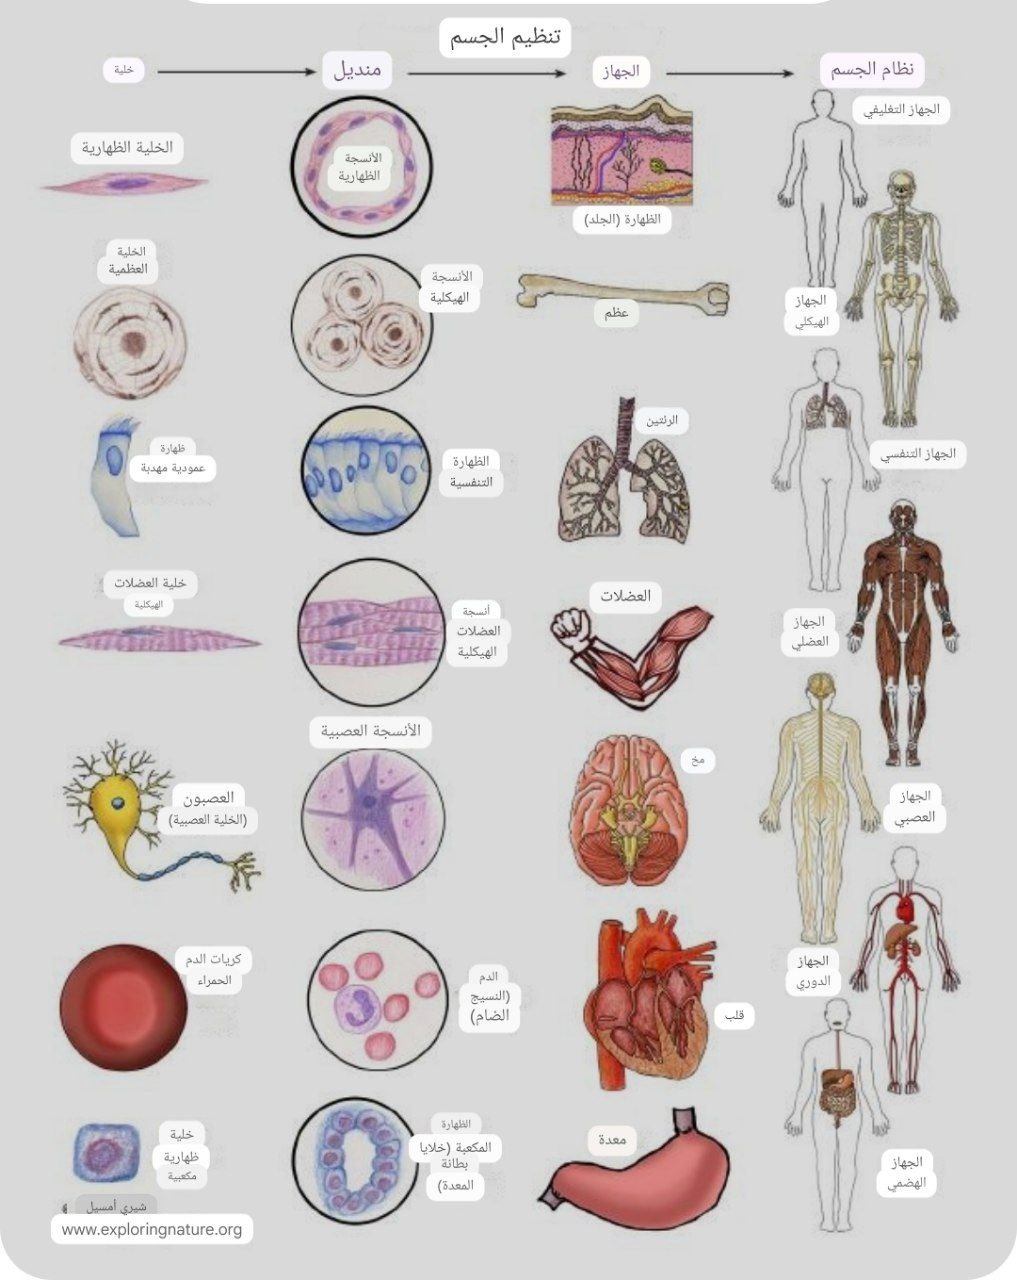 تنظيم الجسم
خلية
منديل
الجهاز
نظام الجسم
الخلية الظهارية
الأنسجة
الظهارية
الظهارة (الجلد)
الجهاز التغليفي
الخلية
العظمية
الأنسجة
الهيكلية
عظم
الجهاز
الهيكلي
ظهارة
عمودية مهدبة
الظهارة
التنفسية
الرئتين
الجهاز التنفسي
خلية العضلات
الهيكلية
أنسجة
العضلات
الهيكلية
العضلات
الجهاز
العضلي
العصبون
(الخلية العصبية)
الأنسجة العصبية
مخ
الجهاز
العصبي
كريات الدم
الحمراء
الدم
(النسيج
الضام)
قلب
الجهاز
الدوري
خلية
ظهارية
مكعبية
الظهارة
المكعبة (خلايا
بطانة
المعدة)
معدة
الجهاز
الهضمي
شيري أمسيل
www.exploringnature.org